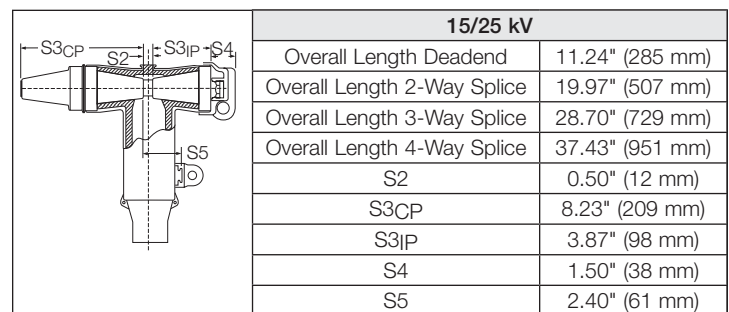 S3CP
S2
S3IP
S4
S5
15/25 kV
Overall Length Deadend 11.24" (285 mm)
Overall Length 2-Way Splice 19.97" (507 mm)
Overall Length 3-Way Splice 28.70" (729 mm)
Overall Length 4-Way Splice 37.43" (951 mm)
S2 0.50" (12 mm)
S3CP 8.23" (209 mm)
S3IP 3.87" (98 mm)
S4 1.50" (38 mm)
S5 2.40" (61 mm)